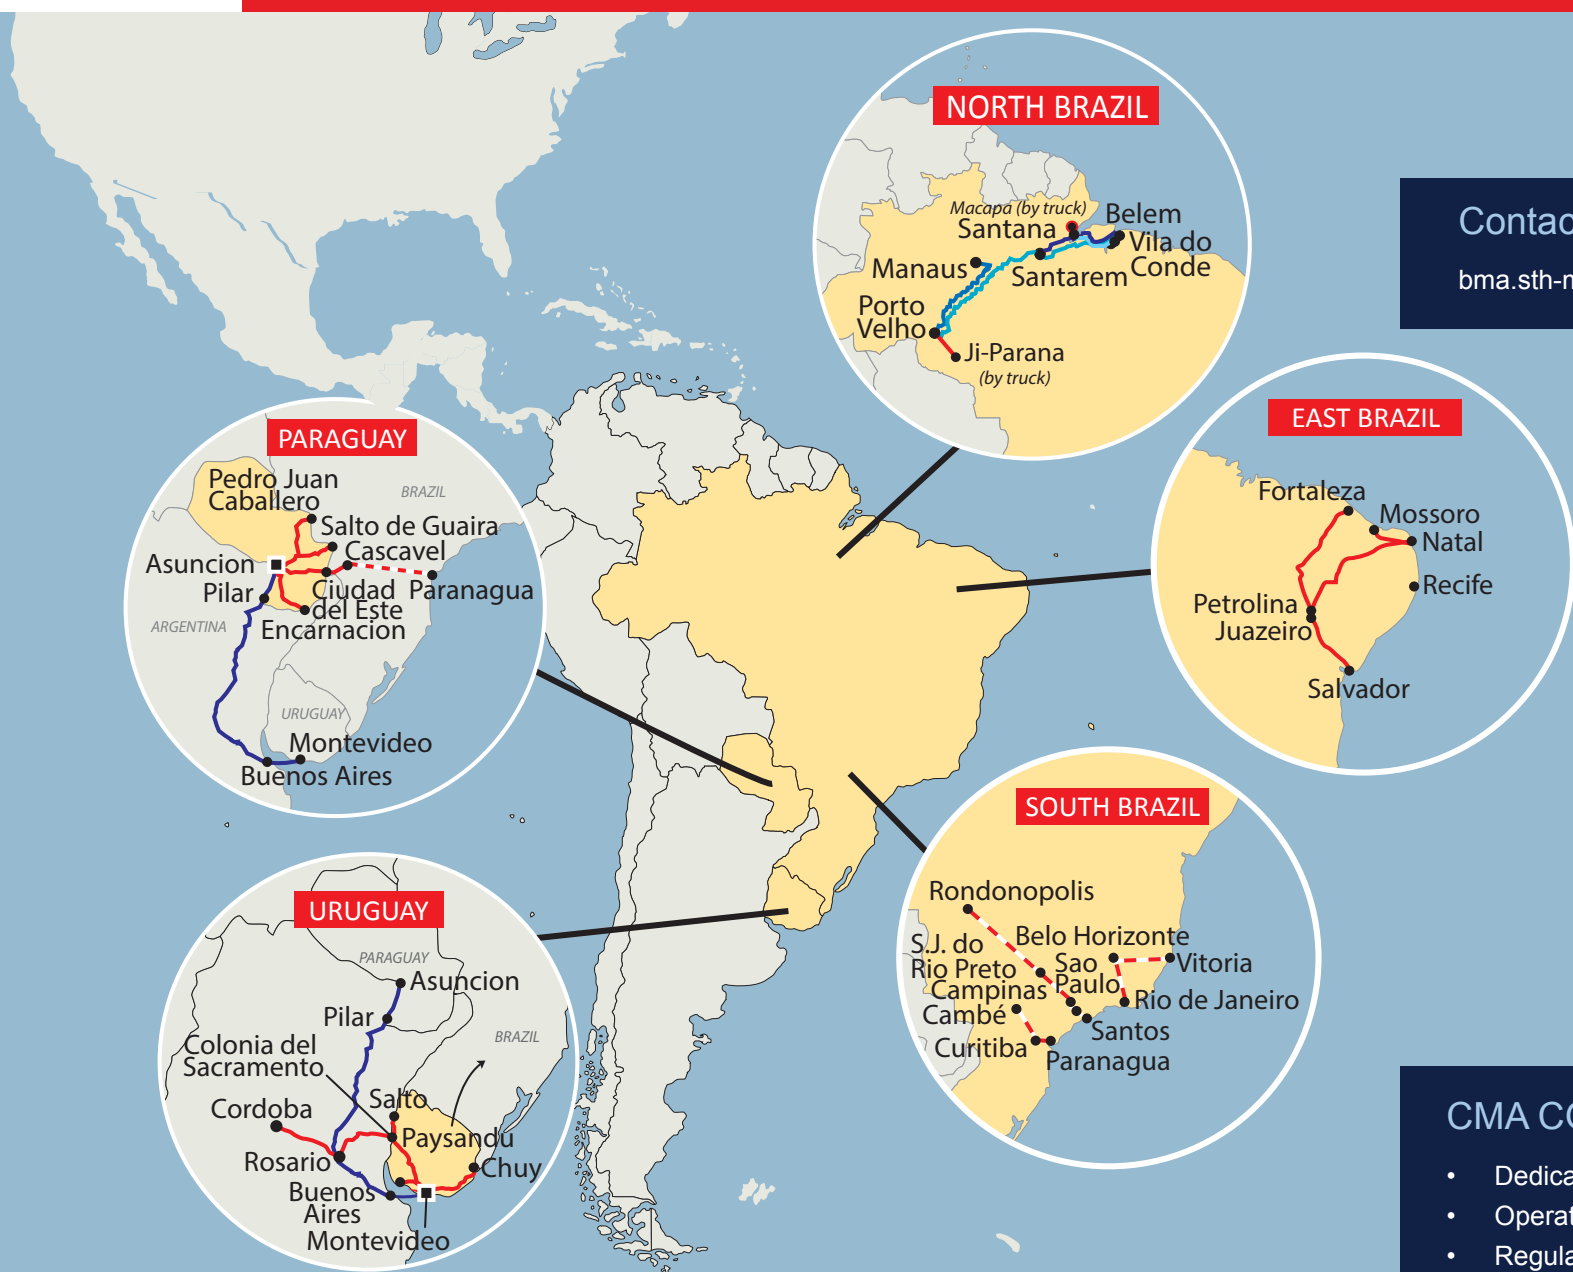 NORTH BRAZIL
Macapa (by truck)
Santana
Belem
Vila do
Conde
Manaus
Santarem
Porto
Velho
Ji-Parana
(by truck)
Contac
bma.sth-n
EAST BRAZIL
Fortaleza
Mossoro
Natal
Recife
Petrolina
Juazeiro
Salvador
PARAGUAY
Pedro Juan
Caballero
BRAZIL
Salto de Guaira
Cascavel
Asuncion
Pilar
Ciudad
del Este
Paranagua
Encarnacion
ARGENTINA
URUGUAY
Montevideo
Buenos Aires
SOUTH BRAZIL
Rondonopolis
S.J. do
Rio Preto
Belo Horizonte
Sao
Paulo
Vitoria
Campinas
Cambé
Rio de Janeiro
Santos
Curitiba
Paranagua
URUGUAY
PARAGUAY
Asuncion
Pilar
BRAZIL
Colonia del
Sacramento
Salto
Cordoba
Paysandu
Rosario
Chuy
Buenos
Aires
Montevideo
CMA CG
• Dedica
• Operat
• Regula